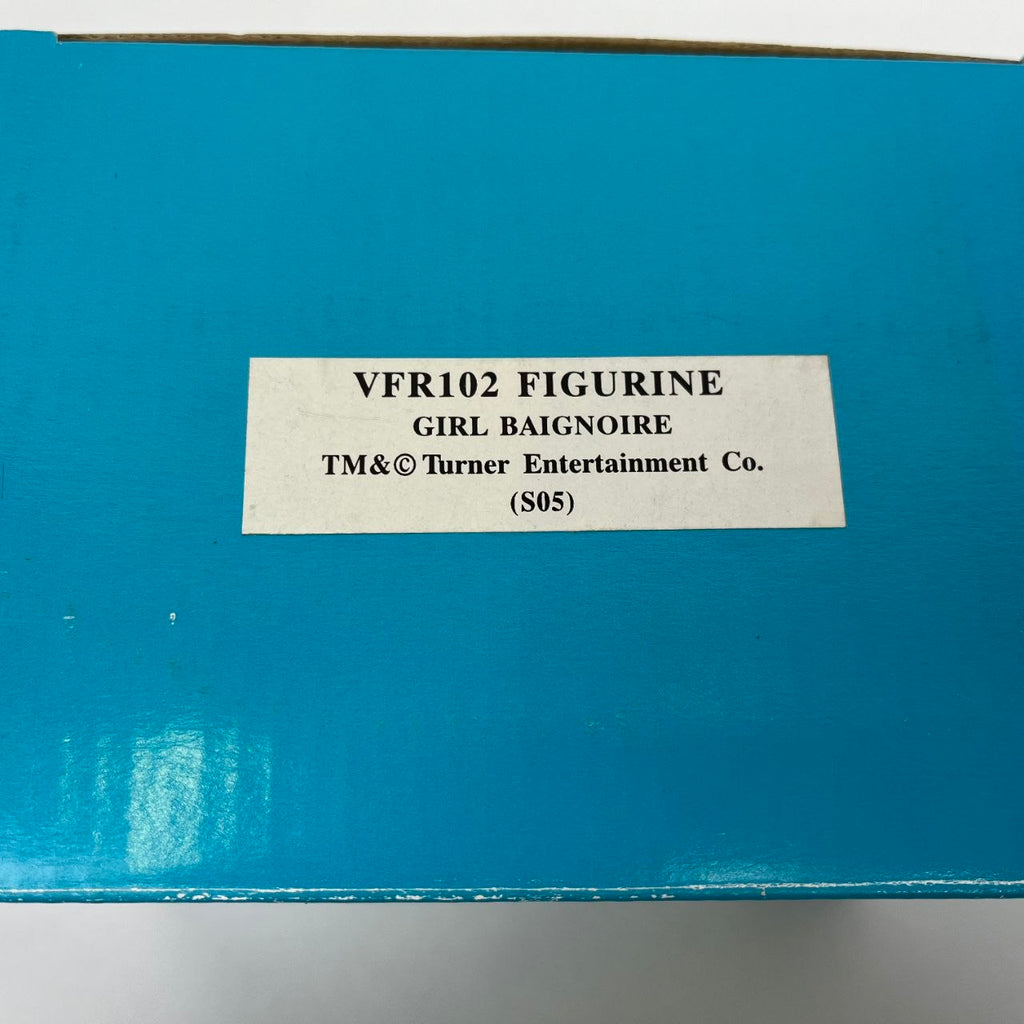 VFR102 FIGURINE
GIRL BAIGNOIRE
TM&© Turner Entertainment Co.
(S05)